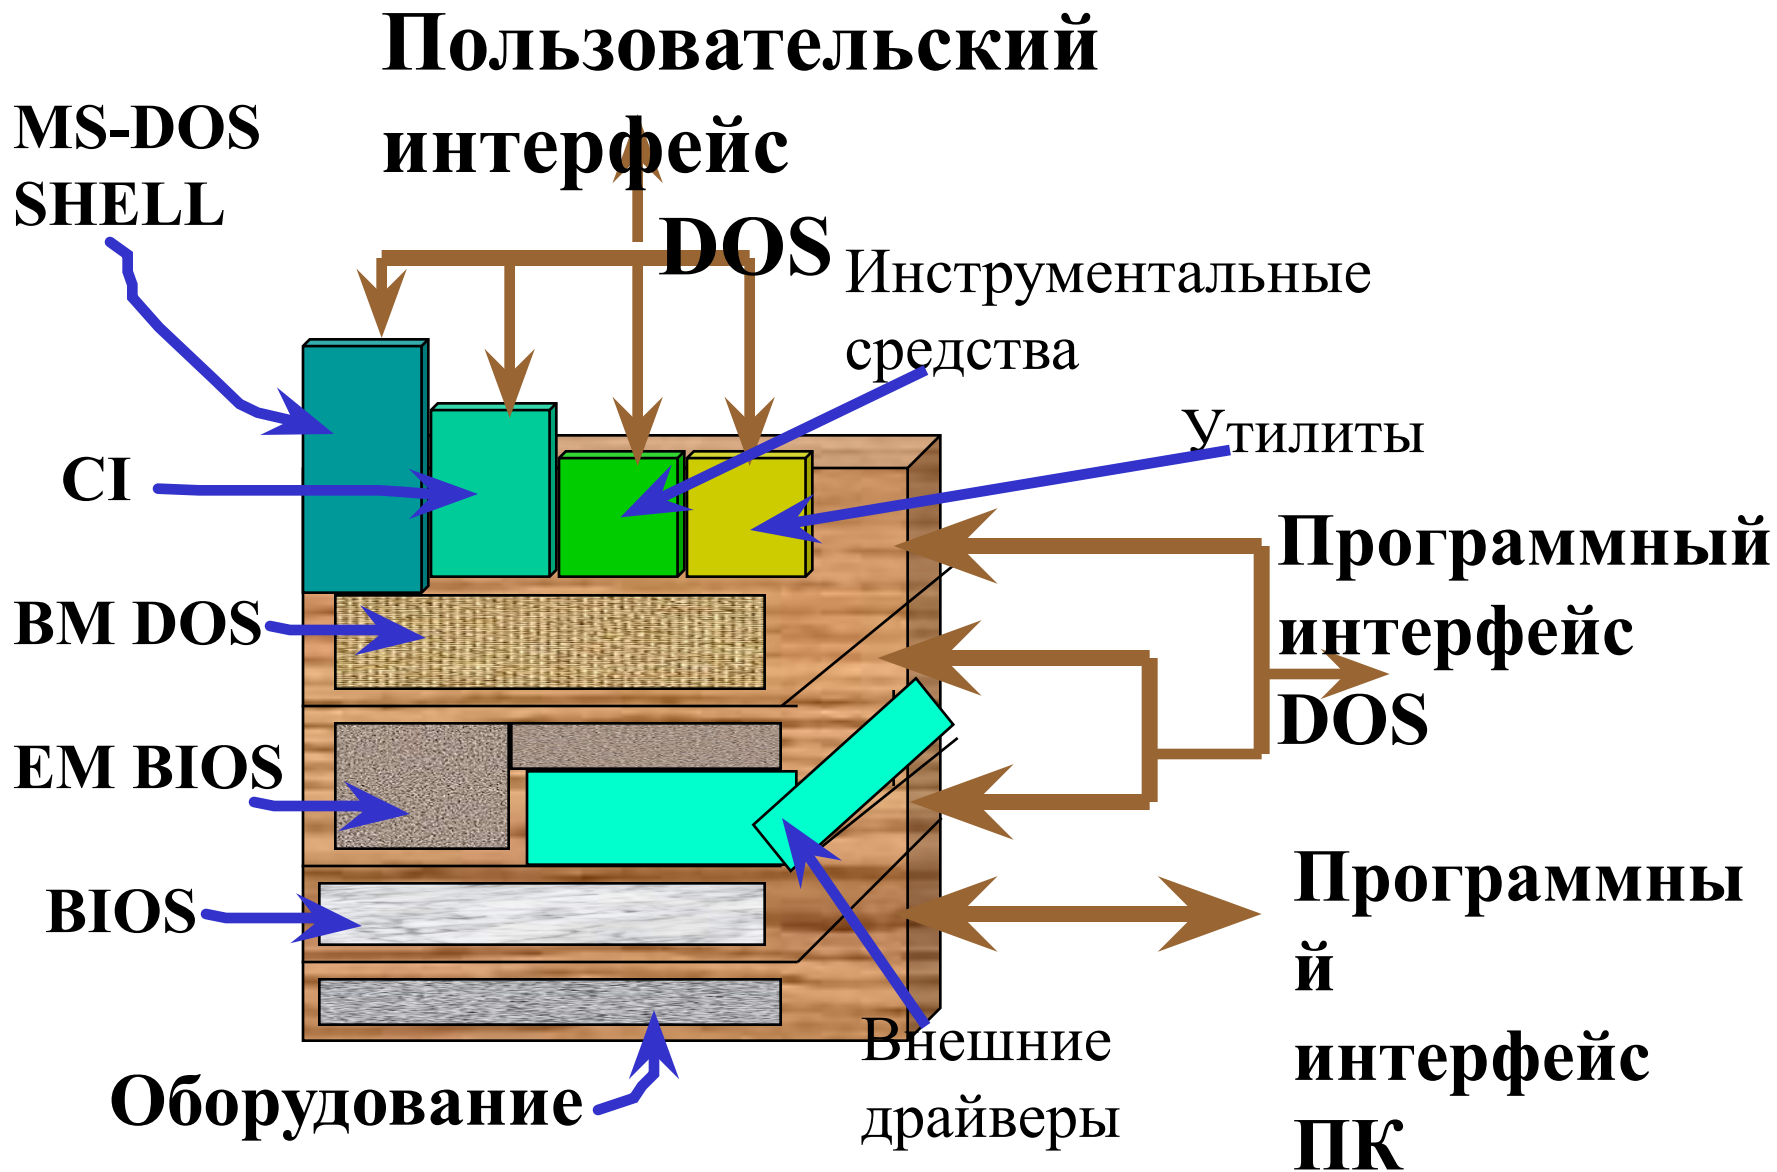 Пользовательский
интерфейс
DOS
MS-DOS
SHELL
Инструментальные
средства
Утилиты
CI
Программный
интерфейс
DOS
BM DOS
EM BIOS
BIOS
Программны
й
интерфейс
ПК
Внешние
драйверы
Оборудование